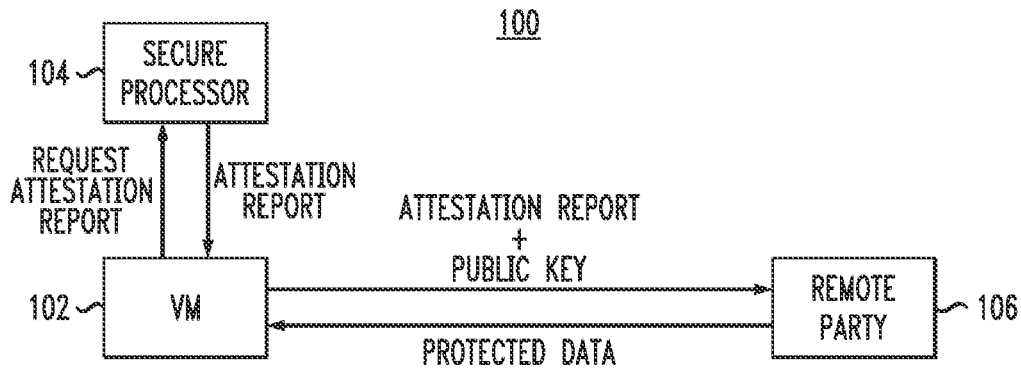 100
SECURE
PROCESSOR
104
REQUEST
ATTESTATION
REPORT
ATTESTATION
REPORT
ATTESTATION REPORT
+
PUBLIC KEY
102
VM
REMOTE
PARTY
106
PROTECTED DATA